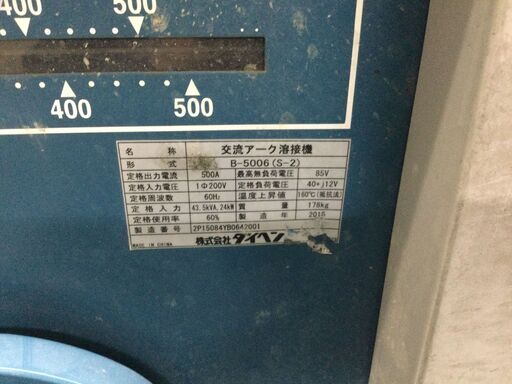 400 500
400 500
名称 交流アーク溶接機
形式 B-5006(S-2)
定格出力電流 500A 最高無負荷電圧 85V
定格入力電圧 1Φ200V 定格負荷電圧 40+j12V
定格周波数 60Hz 温度上昇値 160℃(抵抗法)
定格入力 43.5kVA,24kW 質量 178kg
定格使用率 60% 製造年 2015
製造番号 2P15084YB0642001
MADE IN CHINA 株式会社ダイヘン